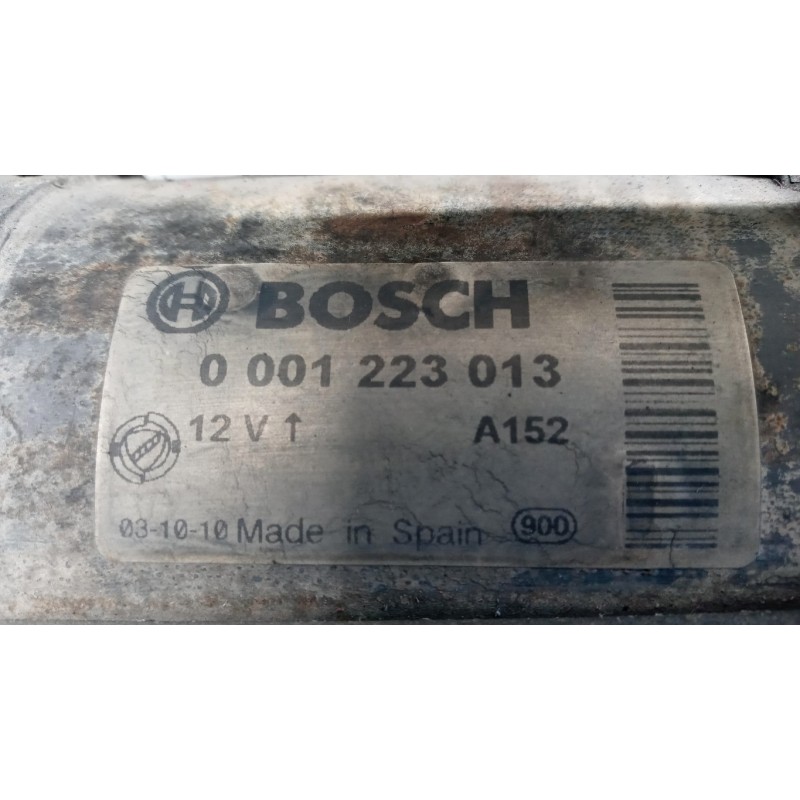 BOSCH
0 001 223 013
12 V ↑ A152
03-10-10 Made in Spain 900